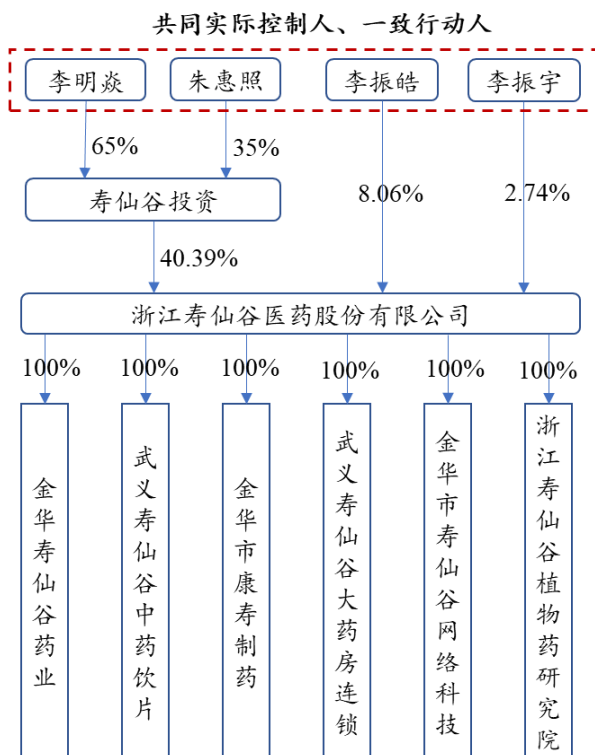 共同实际控制人、一致行动人
李明焱
朱惠照
李振皓
李振宇
65%
35%
寿仙谷投资
8.06%
2.74%
40.39%
浙江寿仙谷医药股份有限公司
100%
100%
100%
100%
100%
100%
金华寿仙谷药业
武义寿仙谷中药饮片
金华市康寿制药
武义寿仙谷大药房连锁
金华市寿仙谷网络科技
浙江寿仙谷植物药研究院